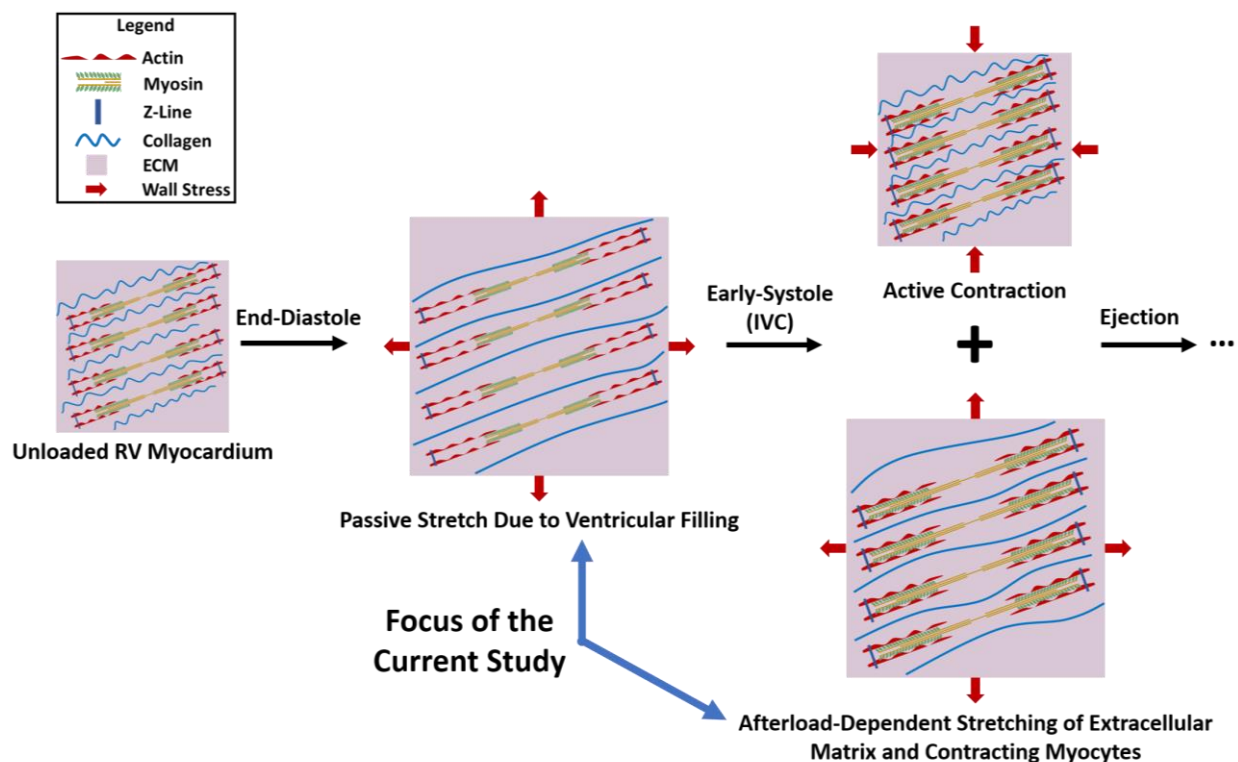 Legend
Actin
Myosin
Z-Line
Collagen
ECM
Wall Stress
Unloaded RV Myocardium
End-Diastole
Passive Stretch Due to Ventricular Filling
Early-Systole
(IVC)
Active Contraction
+
Ejection
...
Focus of the
Current Study
Afterload-Dependent Stretching of Extracellular
Matrix and Contracting Myocytes